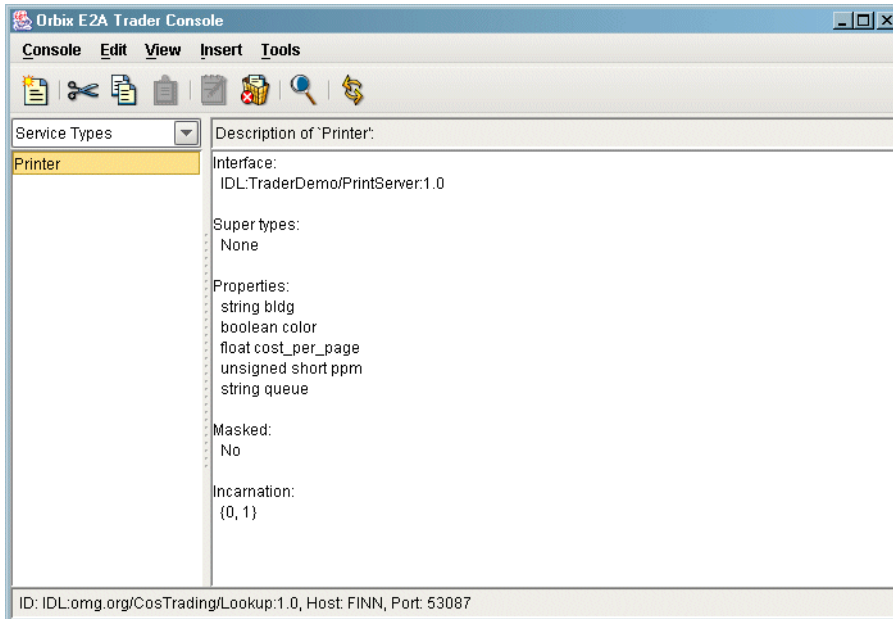 Orbix E2A Trader Console
Console Edit View Insert Tools
Service Types
Description of `Printer':
Printer
Interface:
IDL:TraderDemo/PrintServer:1.0
Super types:
None
Properties:
string bldg
boolean color
float cost_per_page
unsigned short ppm
string queue
Masked:
No
Incarnation:
{0, 1}
ID: IDL:omg.org/CosTrading/Lookup:1.0, Host: FINN, Port: 53087